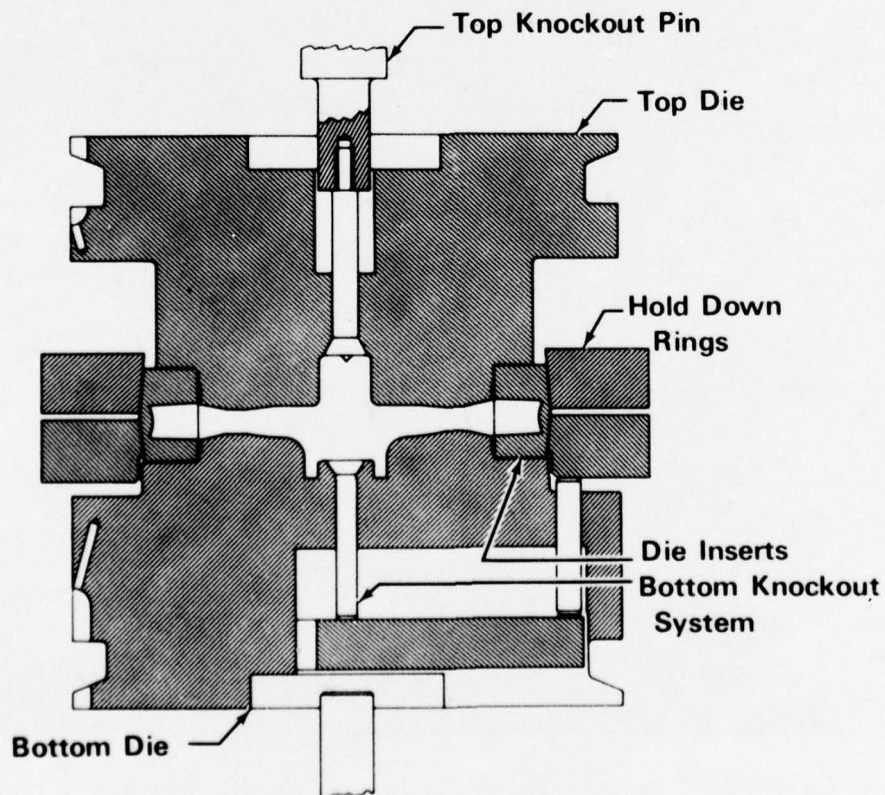 Top Knockout Pin
Top Die
Hold Down
Rings
Die Inserts
Bottom Knockout
System
Bottom Die